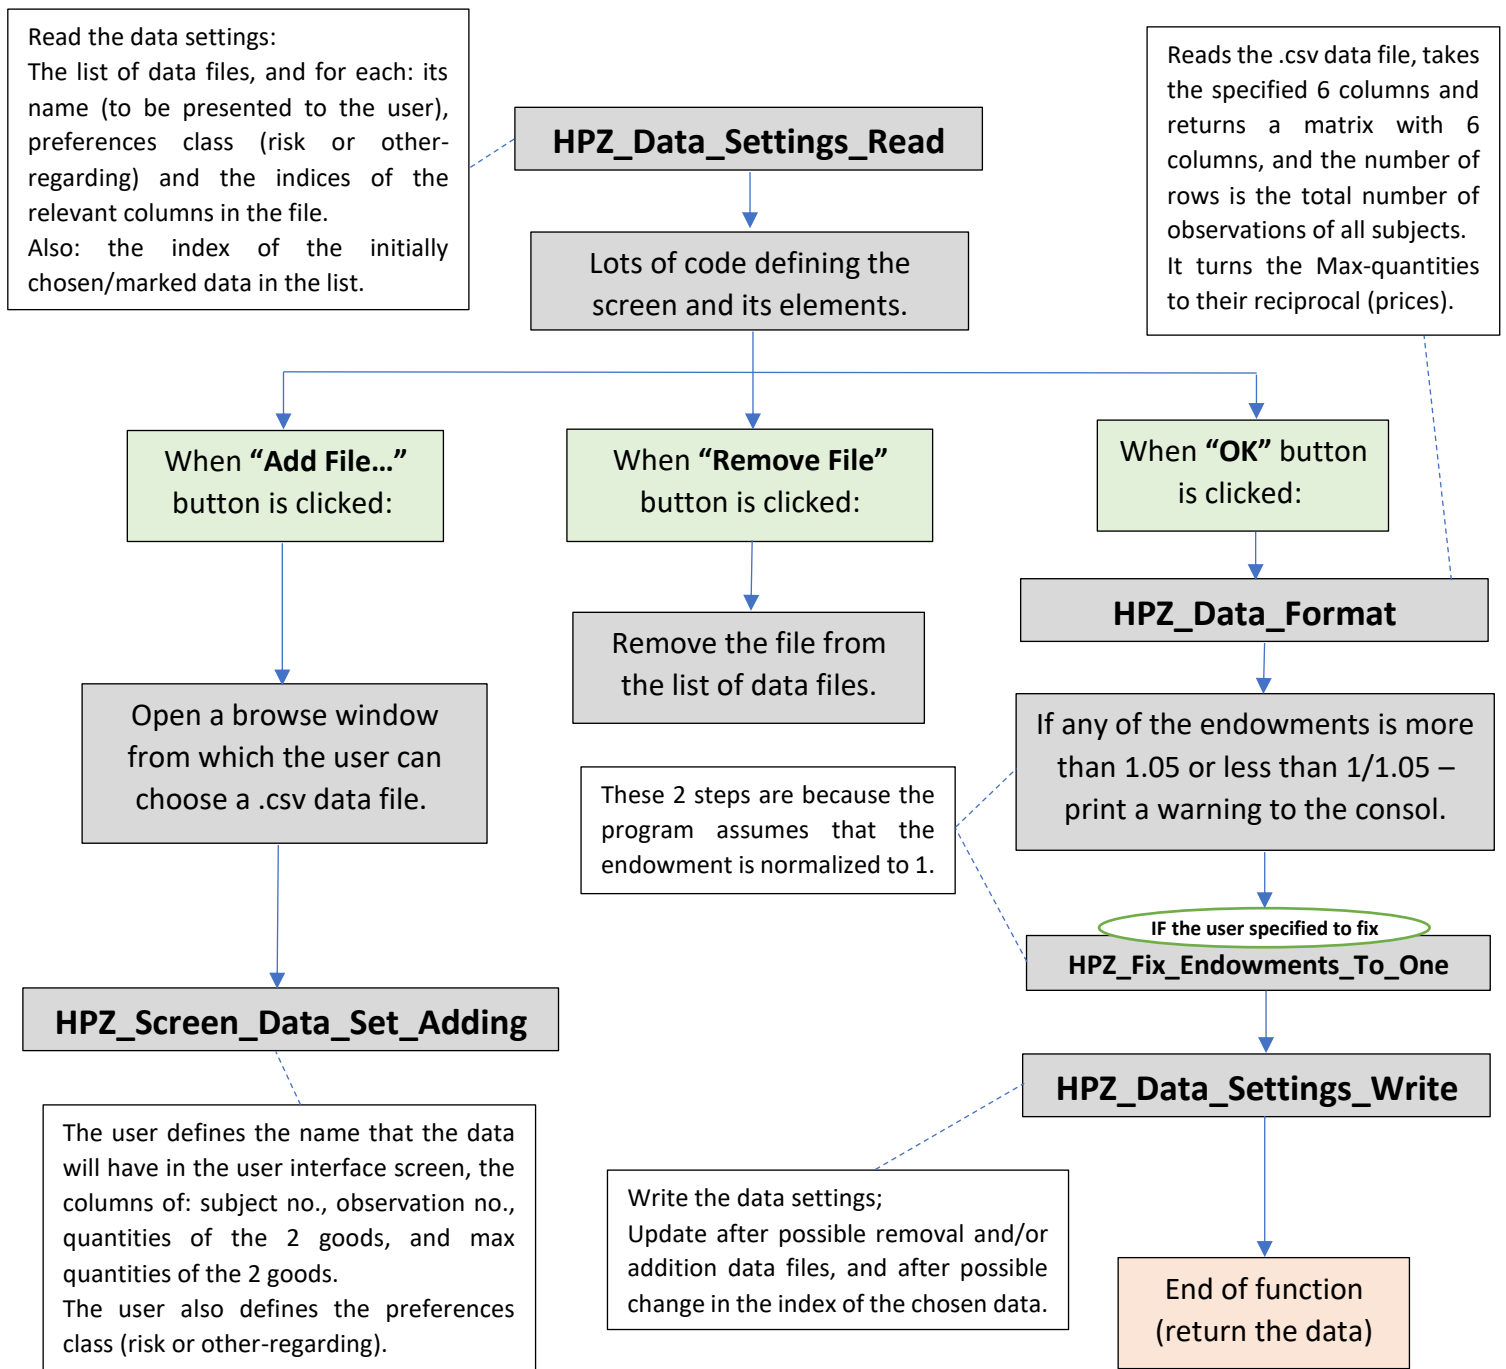 Read the data settings:
The list of data files, and for each: its
name (to be presented to the user),
preferences class (risk or other-
regarding) and the indices of the
relevant columns in the file.
Also: the index of the initially
chosen/marked data in the list.
HPZ_Data_Settings_Read
Reads the .csv data file, takes
the specified 6 columns and
returns a matrix with 6
columns, and the number of
rows is the total number of
observations of all subjects.
It turns the Max-quantities
to their reciprocal (prices).
Lots of code defining the
screen and its elements.
When “Add File…”
button is clicked:
When “Remove File”
button is clicked:
When “OK” button
is clicked:
Open a browse window
from which the user can
choose a .csv data file.
Remove the file from
the list of data files.
HPZ_Data_Format
If any of the endowments is more
than 1.05 or less than 1/1.05 –
print a warning to the consol.
These 2 steps are because the
program assumes that the
endowment is normalized to 1.
IF the user specified to fix
HPZ_Fix_Endowments_To_One
HPZ_Screen_Data_Set_Adding
HPZ_Data_Settings_Write
The user defines the name that the data
will have in the user interface screen, the
columns of: subject no., observation no.,
quantities of the 2 goods, and max
quantities of the 2 goods.
The user also defines the preferences
class (risk or other-regarding).
Write the data settings;
Update after possible removal and/or
addition data files, and after possible
change in the index of the chosen data.
End of function
(return the data)